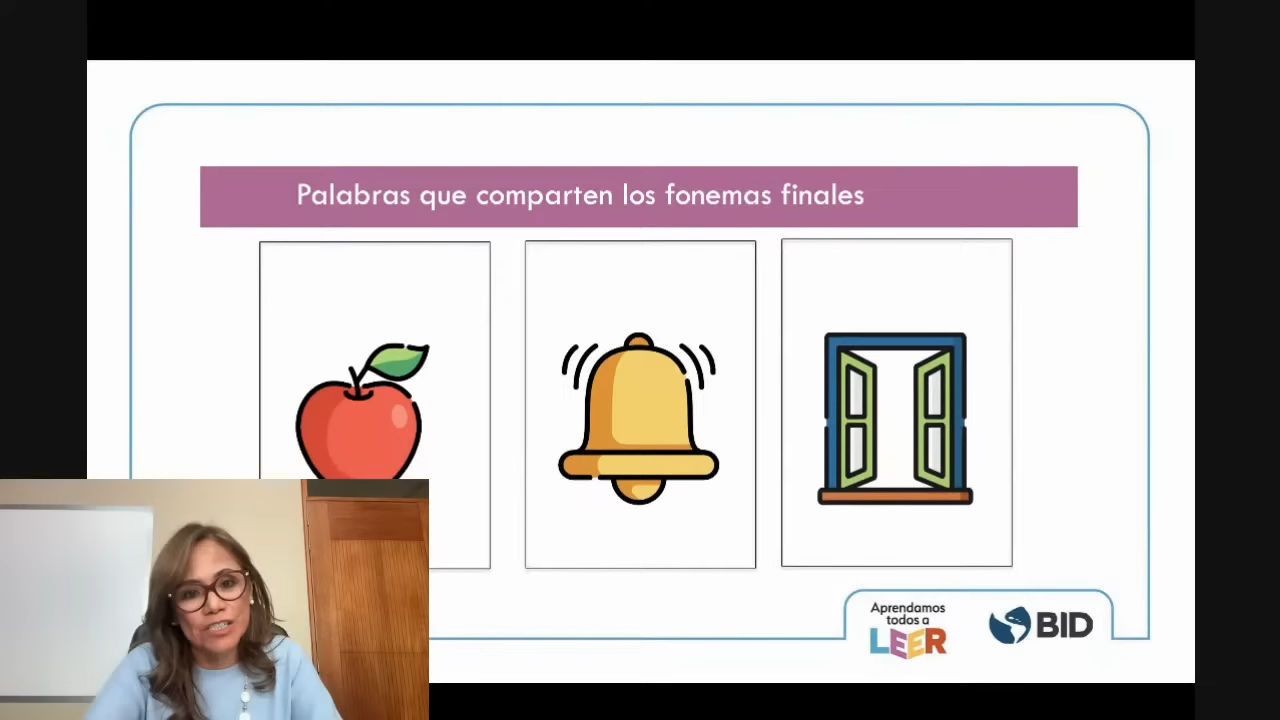 Palabras que comparten los fonemas finales
Aprendamos
todos a
LEER
BID